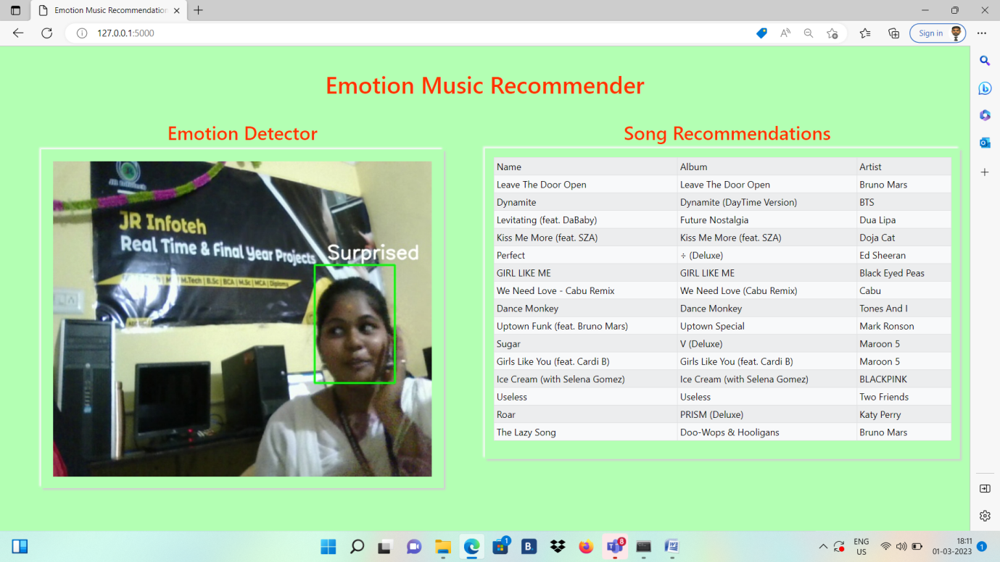 Emotion Music Recommendation
127.0.0.1:5000
Sign in
Emotion Music Recommender
Emotion Detector
Song Recommendations
JR Infoteh
Real Time & Final Year Projects
M.Tech | B.Sc | BCA | M.Sc | MCA | Diploma
Surprised
Name Album Artist
Leave The Door Open Leave The Door Open Bruno Mars
Dynamite Dynamite (DayTime Version) BTS
Levitating (feat. DaBaby) Future Nostalgia Dua Lipa
Kiss Me More (feat. SZA) Kiss Me More (feat. SZA) Doja Cat
Perfect ÷ (Deluxe) Ed Sheeran
GIRL LIKE ME GIRL LIKE ME Black Eyed Peas
We Need Love - Cabu Remix We Need Love (Cabu Remix) Cabu
Dance Monkey Dance Monkey Tones And I
Uptown Funk (feat. Bruno Mars) Uptown Special Mark Ronson
Sugar V (Deluxe) Maroon 5
Girls Like You (feat. Cardi B) Girls Like You (feat. Cardi B) Maroon 5
Ice Cream (with Selena Gomez) Ice Cream (with Selena Gomez) BLACKPINK
Useless Useless Two Friends
Roar PRISM (Deluxe) Katy Perry
The Lazy Song Doo-Wops & Hooligans Bruno Mars
1
B.
8
ENG
US
18:11
01-03-2023
1